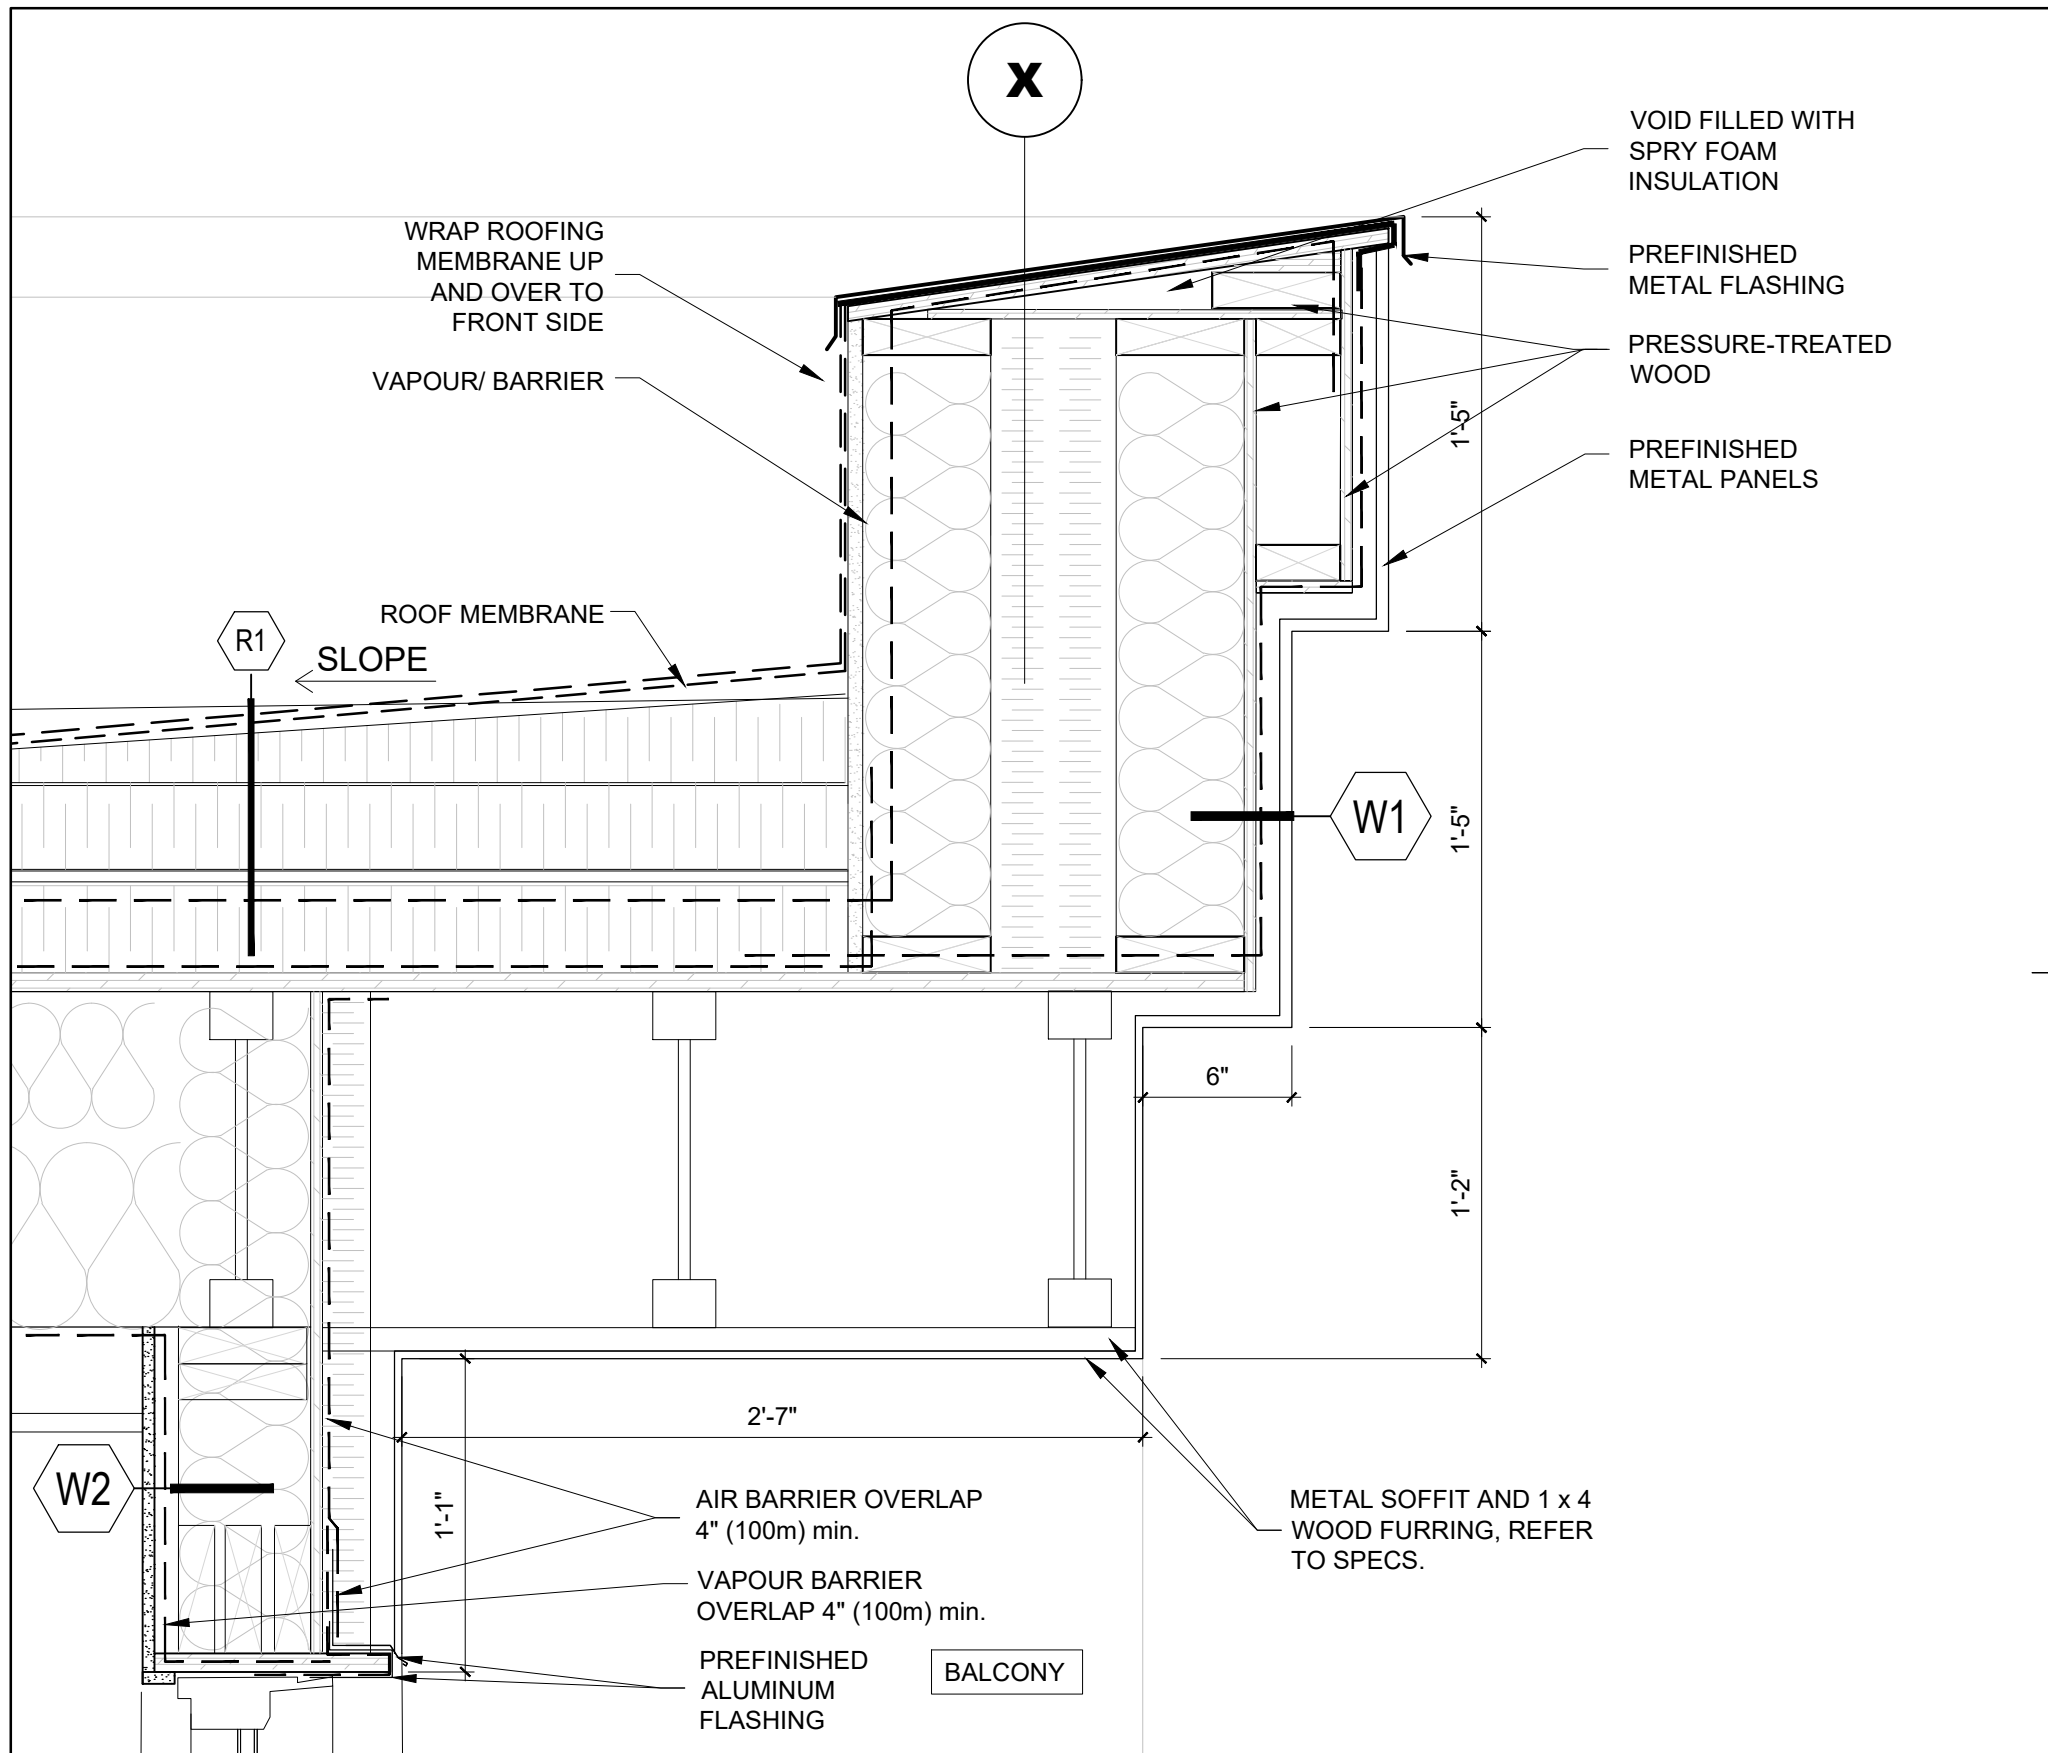 X
VOID FILLED WITH
SPRY FOAM
INSULATION
WRAP ROOFING
MEMBRANE UP
AND OVER TO
FRONT SIDE
PREFINISHED
METAL FLASHING
PRESSURE-TREATED
WOOD
VAPOUR/ BARRIER
1'-5"
PREFINISHED
METAL PANELS
ROOF MEMBRANE
R1
SLOPE
W1
1'-5"
6"
1'-2"
2'-7"
W2
1'-1"
AIR BARRIER OVERLAP
4" (100m) min.
METAL SOFFIT AND 1 x 4
WOOD FURRING, REFER
TO SPECS.
VAPOUR BARRIER
OVERLAP 4" (100m) min.
PREFINISHED
ALUMINUM
FLASHING
BALCONY